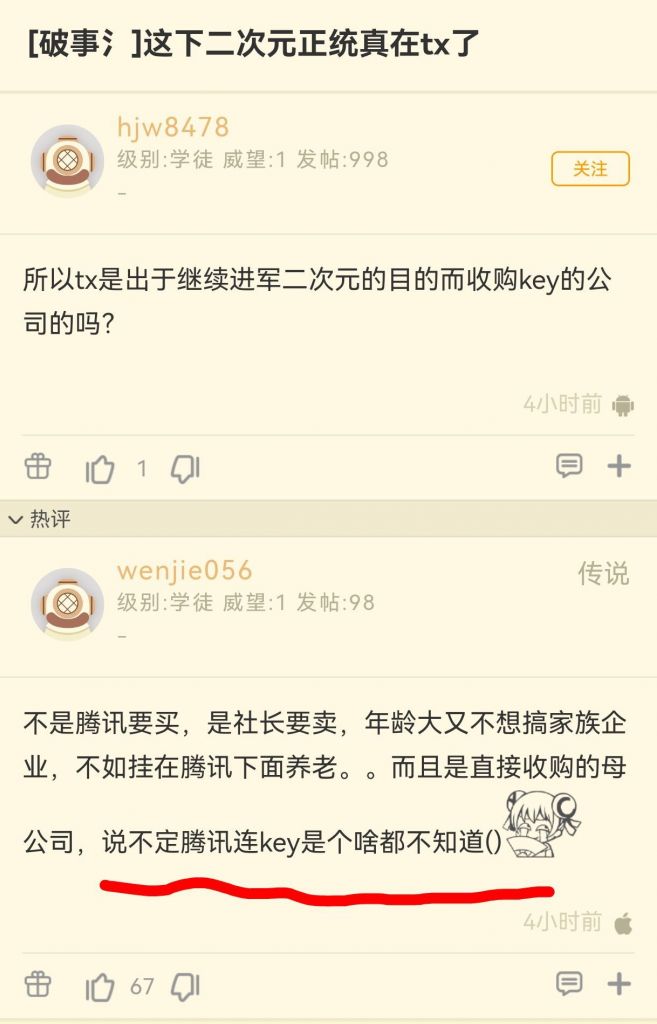 [破事氵]这下二次元正统真在tx了
hjw8478
级别:学徒 威望:1 发帖:998
关注
所以tx是出于继续进军二次元的目的而收购key的公
司的吗?
4小时前
1
热评
wenjie056
传说
级别:学徒 威望:1 发帖:98
不是腾讯要买，是社长要卖，年龄大又不想搞家族企
业，不如挂在腾讯下面养老。。而且是直接收购的母
公司，说不定腾讯连key是个啥都不知道()
4小时前
67